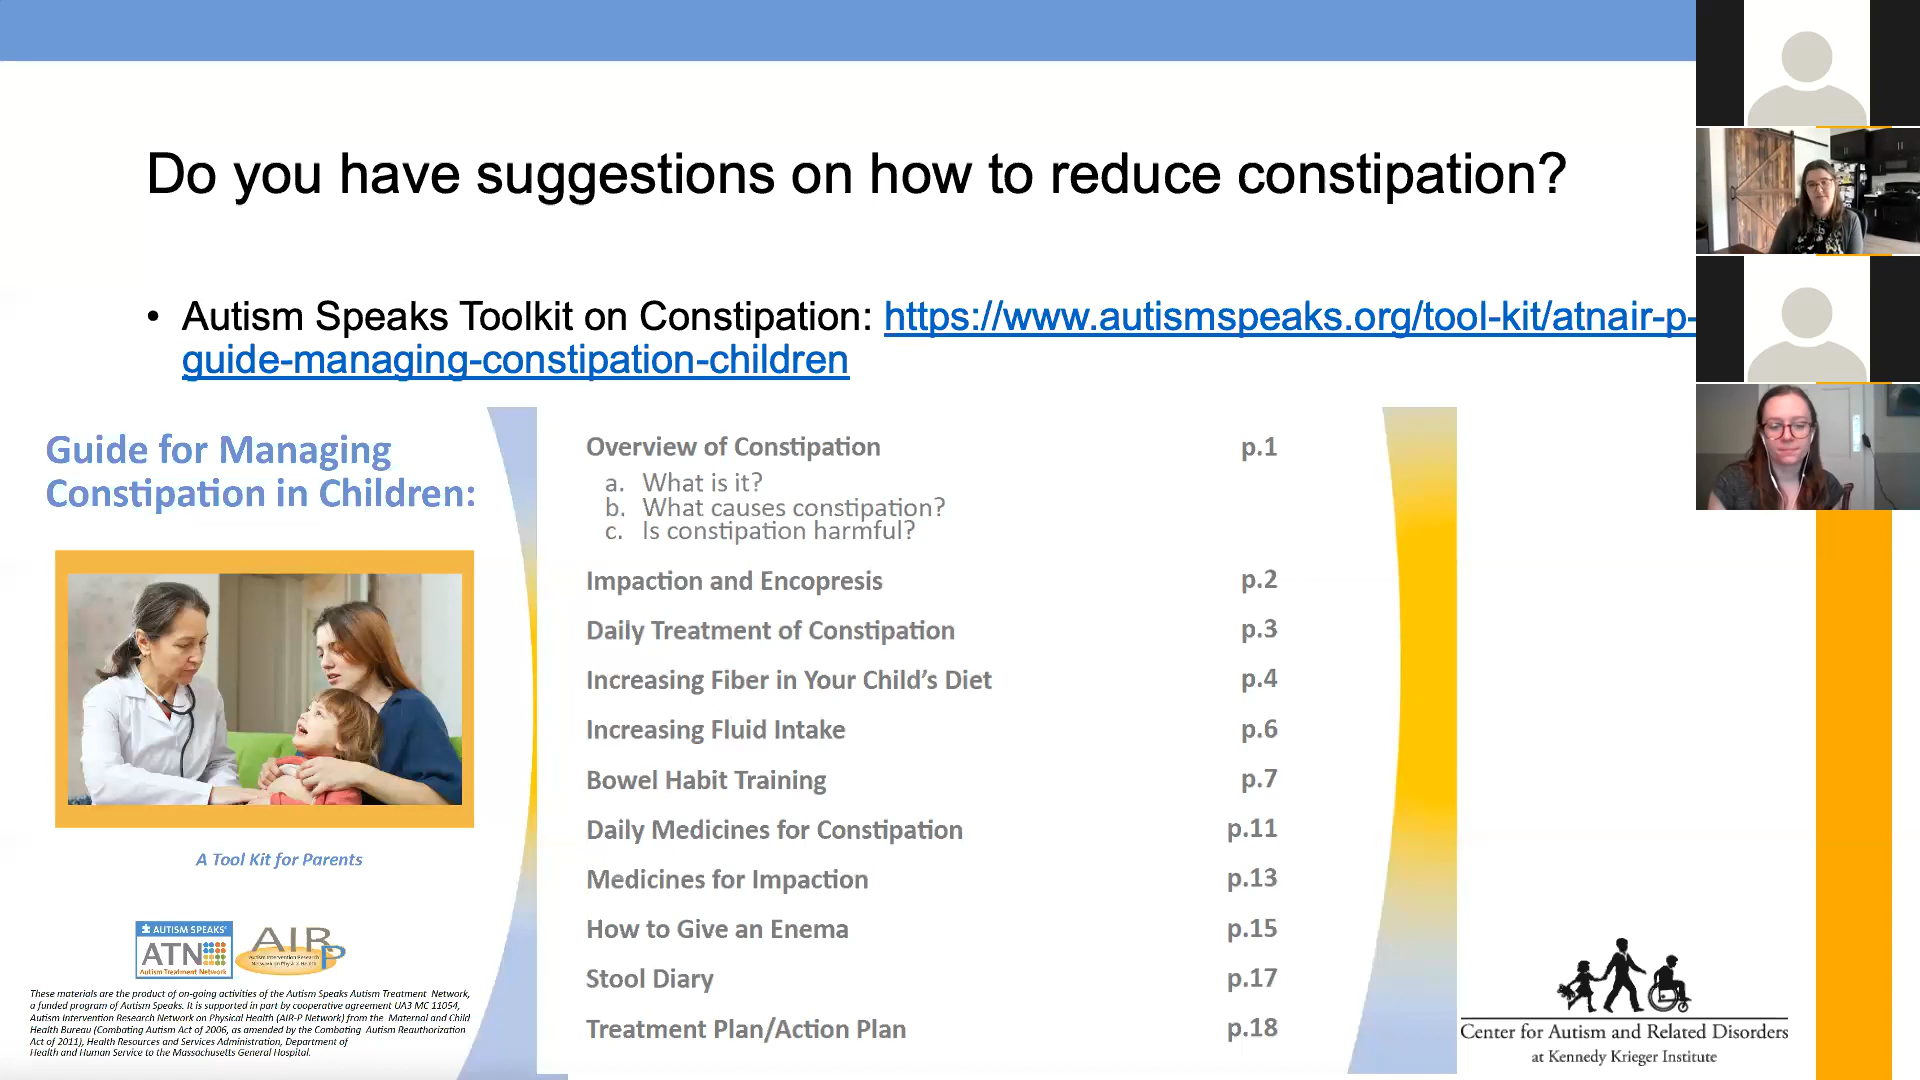 Do you have suggestions on how to reduce constipation?
• Autism Speaks Toolkit on Constipation: https://www.autismspeaks.org/tool-kit/atnair-p-
guide-managing-constipation-children
Guide for Managing
Constipation in Children:
A Tool Kit for Parents
AUTISM SPEAKS
ATN
Autism Treatment Network
AIR P
Autism Intervention Research
Network on Physical Health
These materials are the product of on-going activities of the Autism Speaks Autism Treatment Network,
a funded program of Autism Speaks. It is supported in part by cooperative agreement UA3 MC 11054,
Autism Intervention Research Network on Physical Health (AIR-P Network) from the Maternal and Child
Health Bureau (Combating Autism Act of 2006, as amended by the Combating Autism Reauthorization
Act of 2011), Health Resources and Services Administration, Department of
Health and Human Service to the Massachusetts General Hospital.
Overview of Constipation p.1
a. What is it?
b. What causes constipation?
c. Is constipation harmful?
Impaction and Encopresis p.2
Daily Treatment of Constipation p.3
Increasing Fiber in Your Child's Diet p.4
Increasing Fluid Intake p.6
Bowel Habit Training p.7
Daily Medicines for Constipation p.11
Medicines for Impaction p.13
How to Give an Enema p.15
Stool Diary p.17
Treatment Plan/Action Plan p.18
Center for Autism and Related Disorders
at Kennedy Krieger Institute